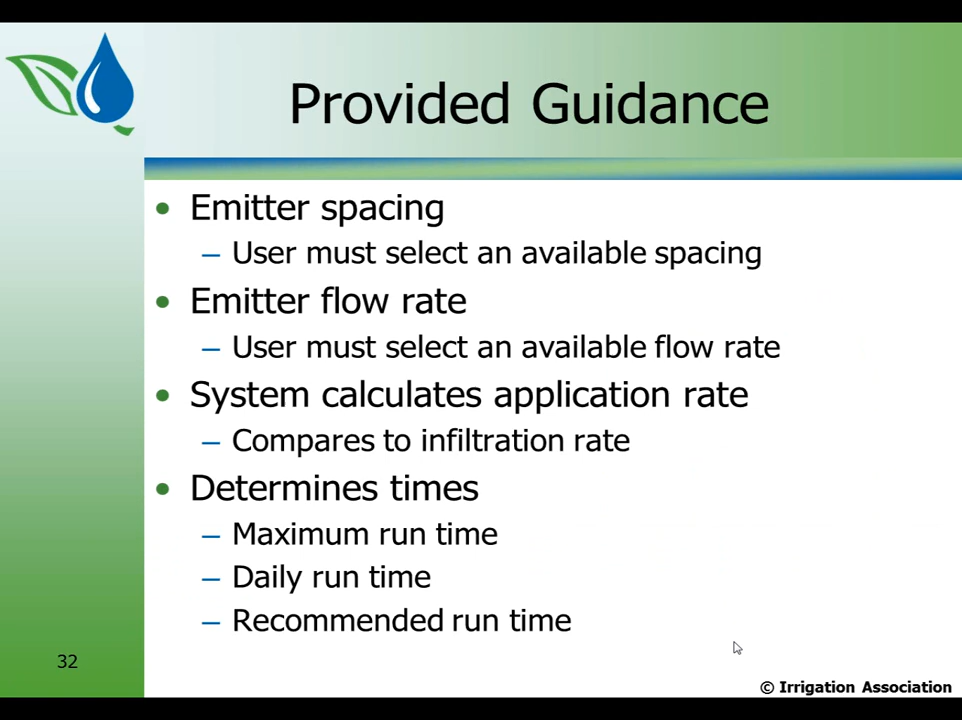 Provided Guidance
• Emitter spacing
– User must select an available spacing
• Emitter flow rate
– User must select an available flow rate
• System calculates application rate
– Compares to infiltration rate
• Determines times
– Maximum run time
– Daily run time
– Recommended run time
32
© Irrigation Association